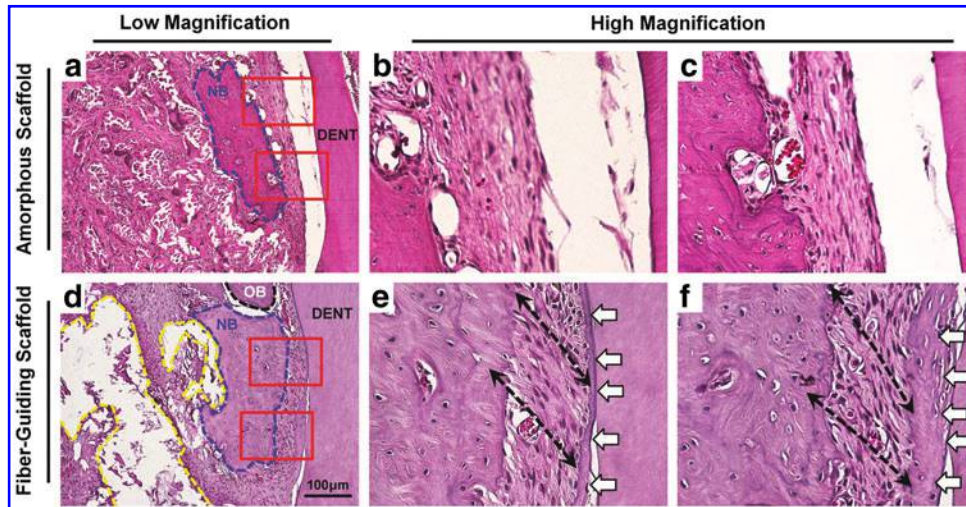 Low Magnification
High Magnification
Amorphous Scaffold
a
NB
DENT
b
c
Fiber-Guiding Scaffold
d
OB
NB
DENT
100μm
e
f